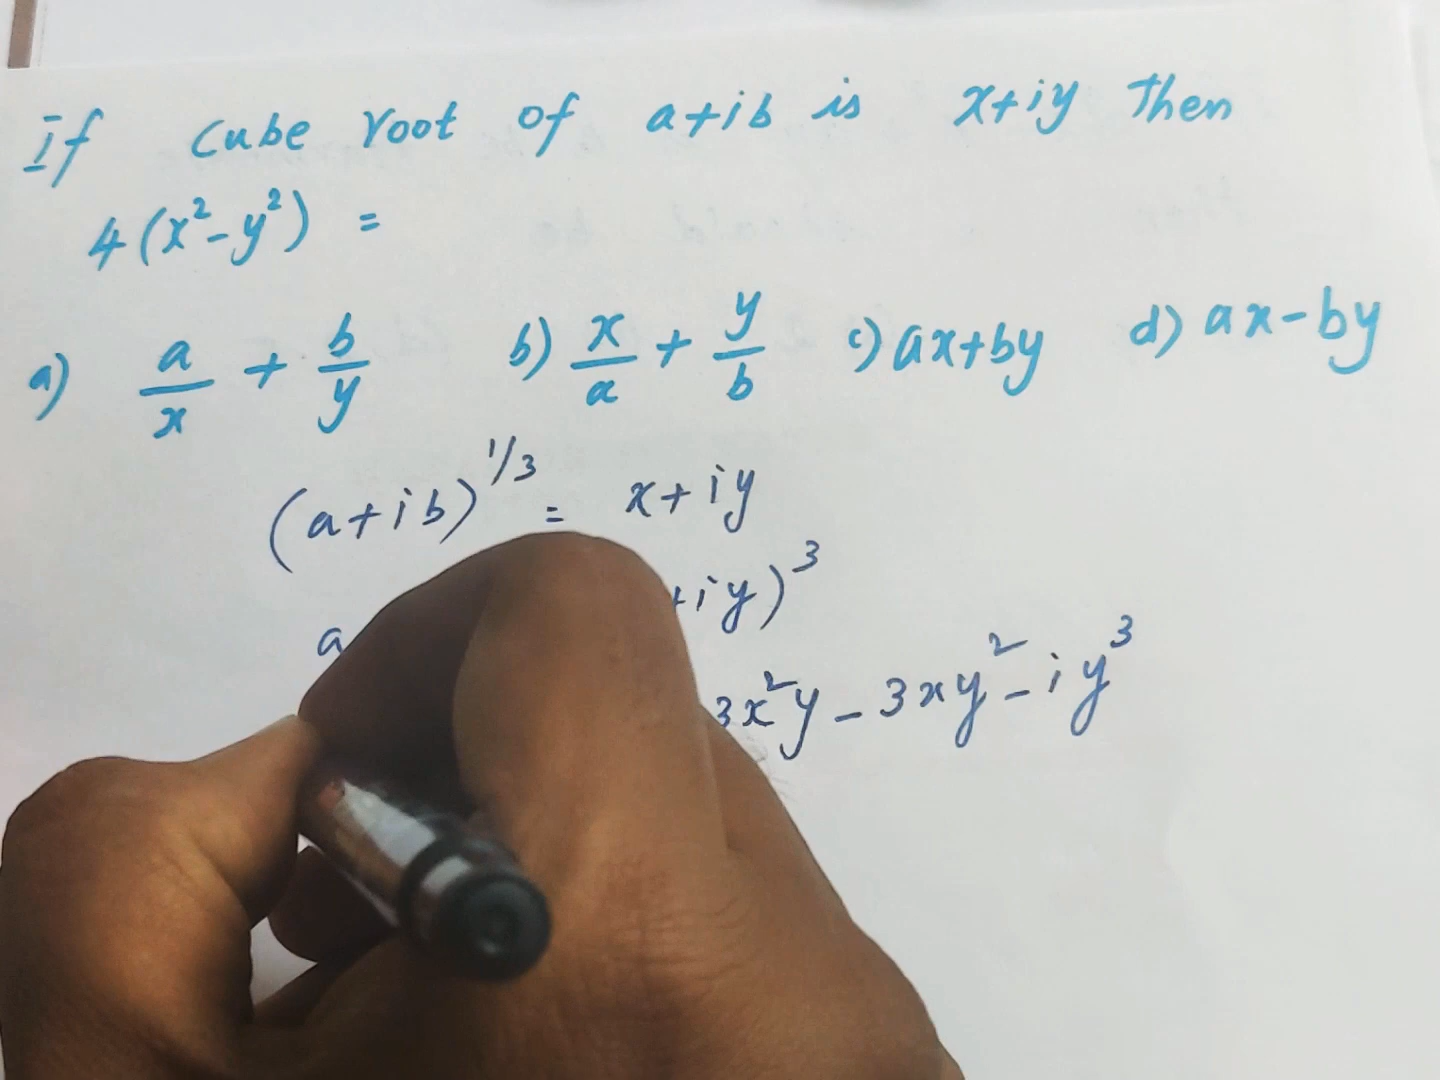 If cube root of a+ib is x+iy Then
4(x²-y²) =
a) a/x + b/y b) x/a + y/b c) ax+by d) ax-by
(a+ib)^1/3 = x+iy
a +iy)³
3x²y - 3xy² - iy³